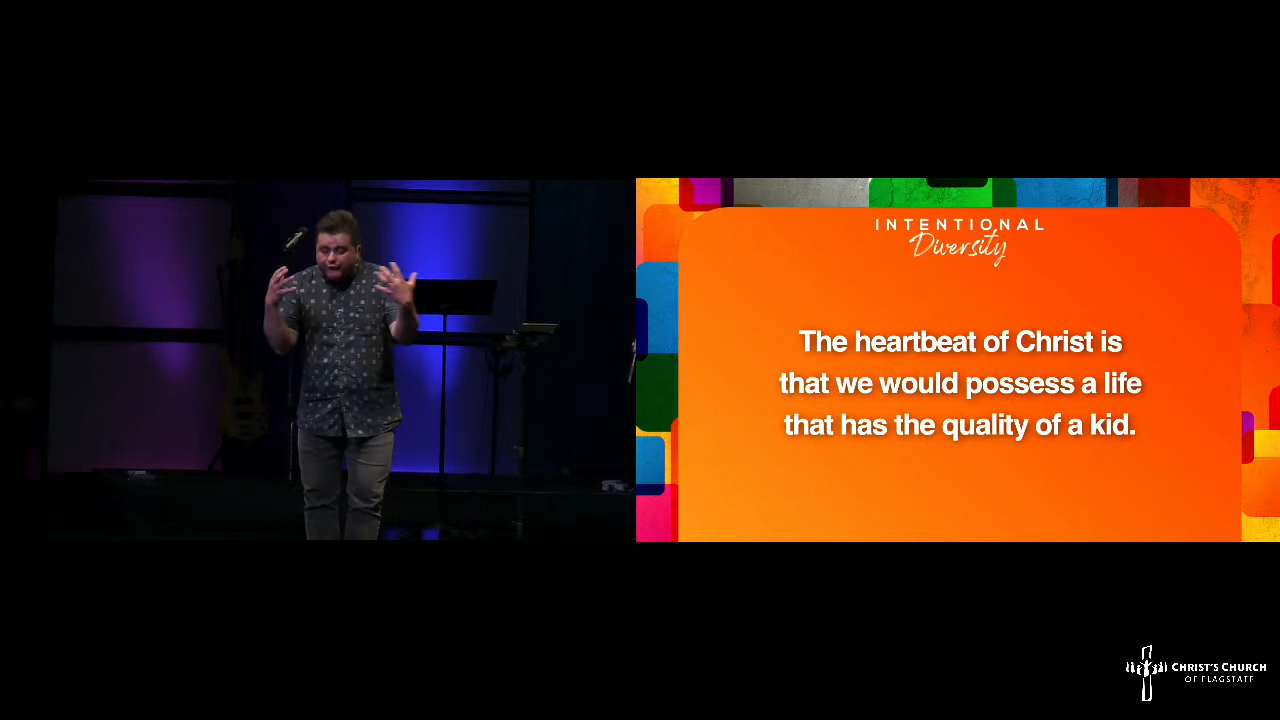 INTENTIONAL
Diversity
The heartbeat of Christ is
that we would possess a life
that has the quality of a kid.
CHRIST'S CHURCH
OF FLAGSTAFF